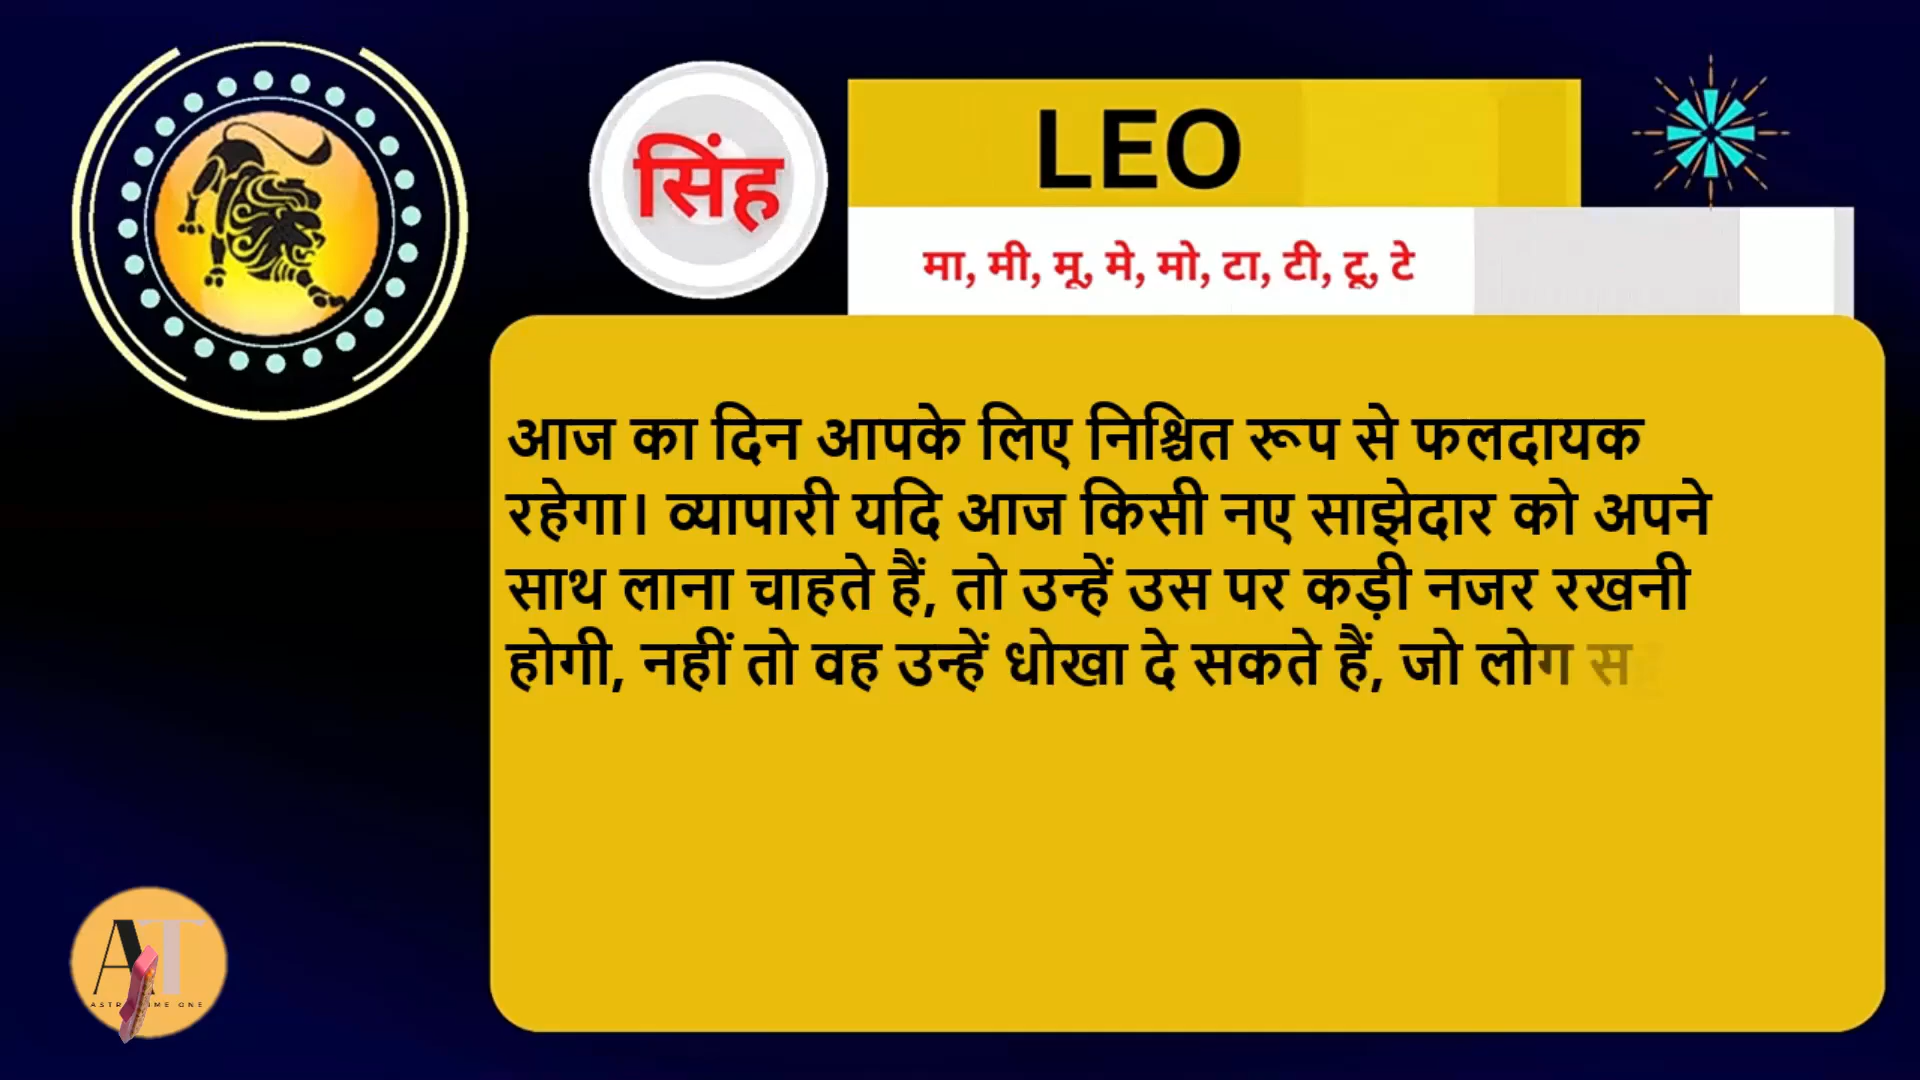 सिंह
LEO
मा, मी, मू, मे, मो, टा, टी, टू, टे
आज का दिन आपके लिए निश्चित रूप से फलदायक
रहेगा। व्यापारी यदि आज किसी नए साझेदार को अपने
साथ लाना चाहते हैं, तो उन्हें उस पर कड़ी नजर रखनी
होगी, नहीं तो वह उन्हें धोखा दे सकते हैं, जो लोग
AT